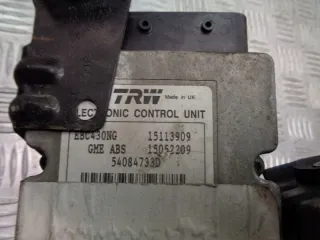 TRW Made in UK
ELECTRONIC CONTROL UNIT
EBC430NG 15113909
GME ABS 15052209
54084733D